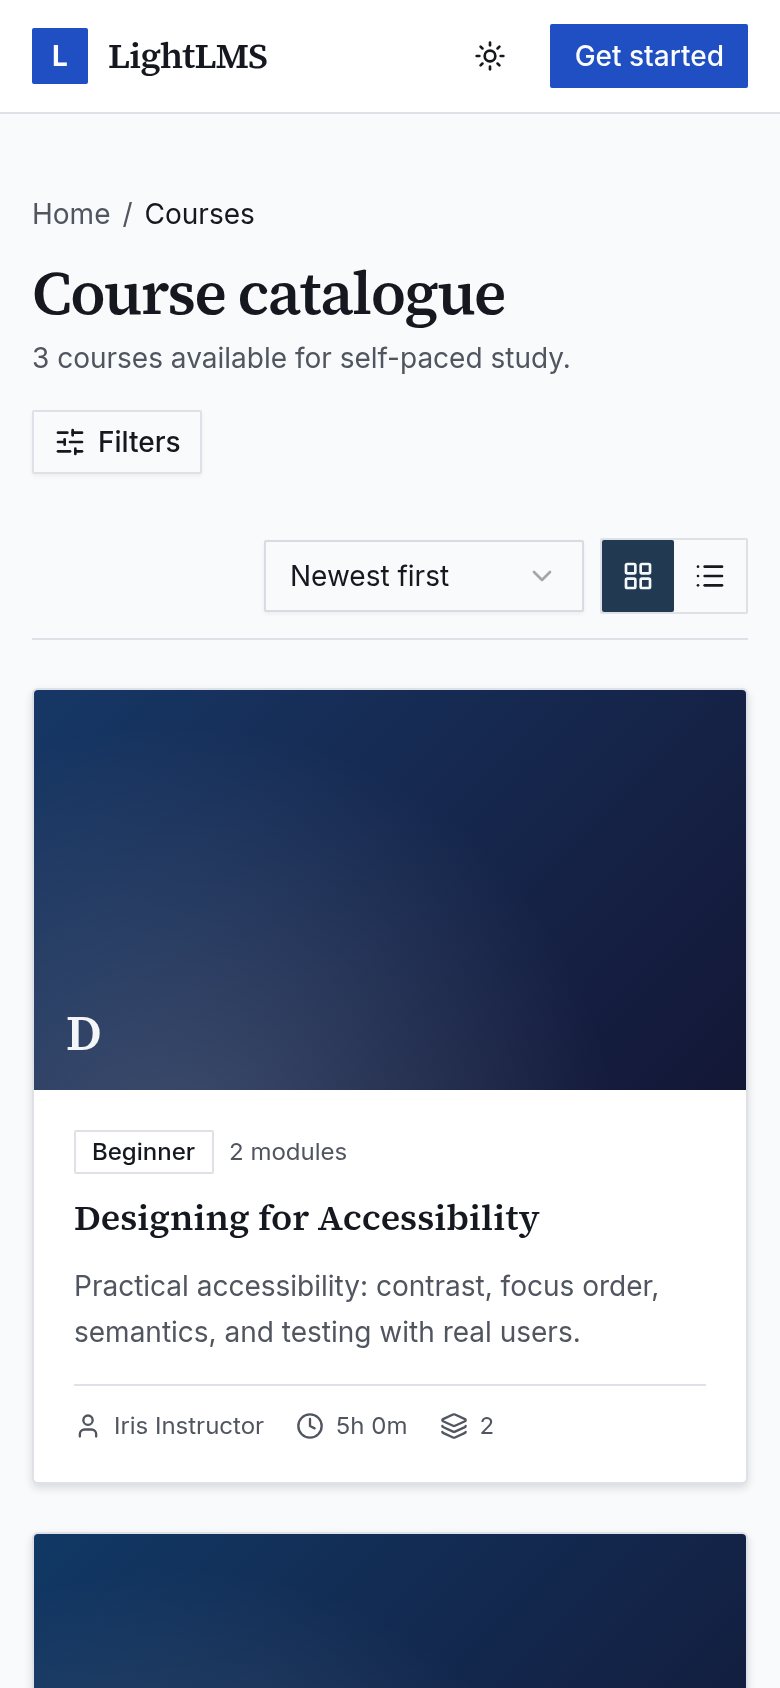 L LightLMS Get started
Home / Courses
Course catalogue
3 courses available for self-paced study.
Filters
Newest first
D
Beginner 2 modules
Designing for Accessibility
Practical accessibility: contrast, focus order,
semantics, and testing with real users.
Iris Instructor 5h 0m 2